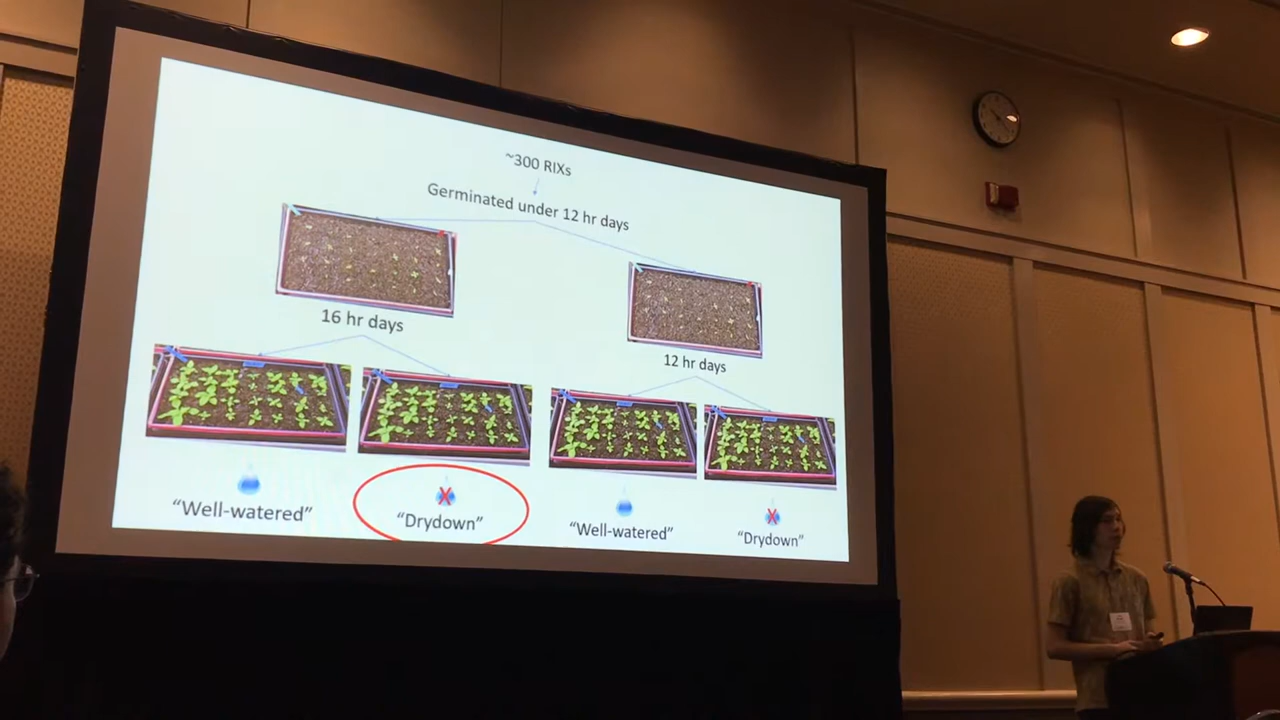 ~300 RIXs
Germinated under 12 hr days
16 hr days
12 hr days
“Well-watered”
“Drydown”
“Well-watered”
“Drydown”